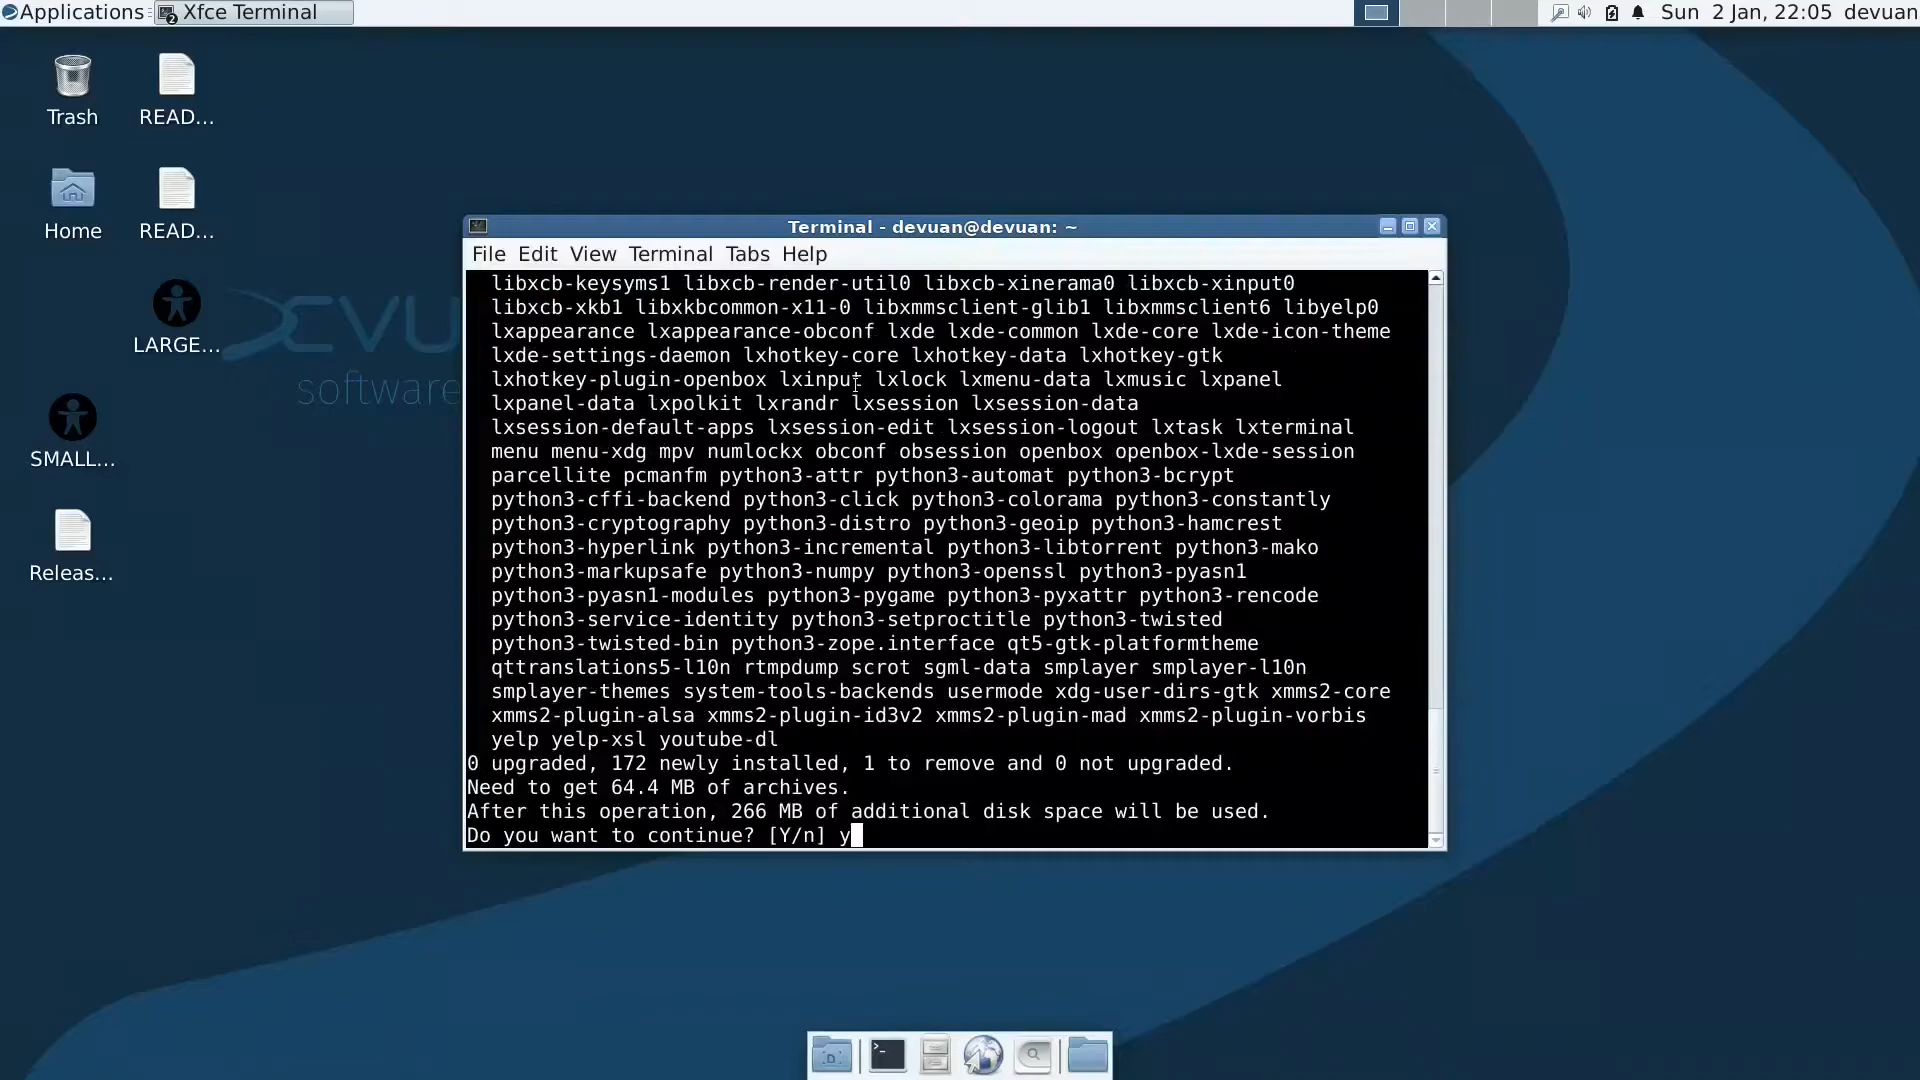 Applications
Xfce Terminal
2
Sun 2 Jan, 22:05 devuan
Trash
READ...
Home
READ...
LARGE...
SMALL...
Releas...
DEVU
software
Terminal - devuan@devuan: ~
File Edit View Terminal Tabs Help
libxcb-keysyms1 libxcb-render-util0 libxcb-xinerama0 libxcb-xinput0
libxcb-xkb1 libxkbcommon-x11-0 libxmmsclient-glib1 libxmmsclient6 libyelp0
lxappearance lxappearance-obconf lxde lxde-common lxde-core lxde-icon-theme
lxde-settings-daemon lxhotkey-core lxhotkey-data lxhotkey-gtk
lxhotkey-plugin-openbox lxinput lxlock lxmenu-data lxmusic lxpanel
lxpanel-data lxpolkit lxrandr lxsession lxsession-data
lxsession-default-apps lxsession-edit lxsession-logout lxtask lxterminal
menu menu-xdg mpv numlockx obconf obsession openbox openbox-lxde-session
parcellite pcmanfm python3-attr python3-automat python3-bcrypt
python3-cffi-backend python3-click python3-colorama python3-constantly
python3-cryptography python3-distro python3-geoip python3-hamcrest
python3-hyperlink python3-incremental python3-libtorrent python3-mako
python3-markupsafe python3-numpy python3-openssl python3-pyasn1
python3-pyasn1-modules python3-pygame python3-pyxattr python3-rencode
python3-service-identity python3-setproctitle python3-twisted
python3-twisted-bin python3-zope.interface qt5-gtk-platformtheme
qttranslations5-l10n rtmpdump scrot sgml-data smplayer smplayer-l10n
smplayer-themes system-tools-backends usermode xdg-user-dirs-gtk xmms2-core
xmms2-plugin-alsa xmms2-plugin-id3v2 xmms2-plugin-mad xmms2-plugin-vorbis
yelp yelp-xsl youtube-dl
0 upgraded, 172 newly installed, 1 to remove and 0 not upgraded.
Need to get 64.4 MB of archives.
After this operation, 266 MB of additional disk space will be used.
Do you want to continue? [Y/n] y